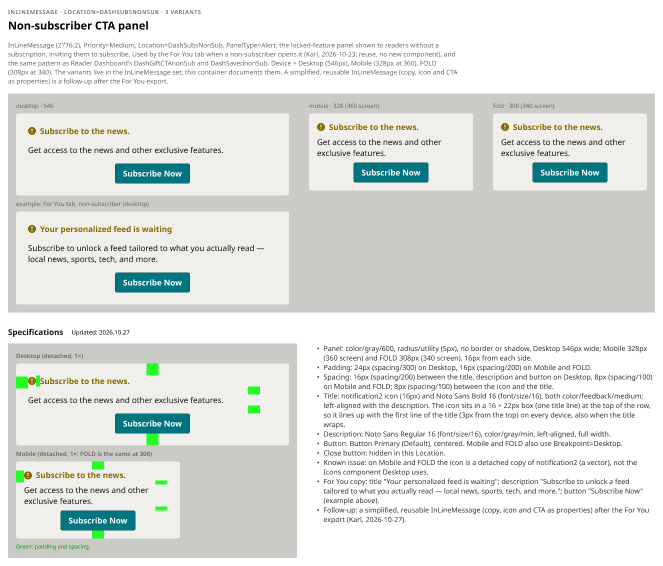 INLINEMESSAGE · LOCATION=DASHSUBSNONSUB · 3 VARIANTS
Non-subscriber CTA panel
InLineMessage (2776:2), Priority=Medium, Location=DashSubsNonSub, PanelType=Alert: the locked-feature panel shown to readers without a
subscription, inviting them to subscribe. Used by the For You tab when a non-subscriber opens it (Karl, 2026-10-23: reuse, no new component), and
the same pattern as Reader Dashboard's DashGiftCTAnonSub and DashSavednonSub. Device = Desktop (546px), Mobile (328px at 360), FOLD
(308px at 340). The variants live in the InLineMessage set; this container documents them. A simplified, reusable InLineMessage (copy, icon and CTA
as properties) is a follow-up after the For You export.
desktop · 546
mobile · 328 (360 screen)
fold · 308 (340 screen)
Subscribe to the news.
Get access to the news and other exclusive features.
Subscribe Now
Subscribe to the news.
Get access to the news and other
exclusive features.
Subscribe Now
Subscribe to the news.
Get access to the news and other
exclusive features.
Subscribe Now
example: For You tab, non-subscriber (desktop)
Your personalized feed is waiting
Subscribe to unlock a feed tailored to what you actually read —
local news, sports, tech, and more.
Subscribe Now
Specifications Updated: 2026.10.27
Desktop (detached, 1×)
Subscribe to the news.
Get access to the news and other exclusive features.
Subscribe Now
Mobile (detached, 1×; FOLD is the same at 308)
Subscribe to the news.
Get access to the news and other
exclusive features.
Subscribe Now
Green: padding and spacing
• Panel: color/gray/600, radius/utility (5px), no border or shadow. Desktop 546px wide; Mobile 328px
(360 screen) and FOLD 308px (340 screen), 16px from each side.
• Padding: 24px (spacing/300) on Desktop, 16px (spacing/200) on Mobile and FOLD.
• Spacing: 16px (spacing/200) between the title, description and button on Desktop, 8px (spacing/100)
on Mobile and FOLD; 8px (spacing/100) between the icon and the title.
• Title: notification2 icon (16px) and Noto Sans Bold 16 (font/size/16), both color/feedback/medium;
left-aligned with the description. The icon sits in a 16 × 22px box (one title line) at the top of the row,
so it lines up with the first line of the title (3px from the top) on every device, also when the title
wraps.
• Description: Noto Sans Regular 16 (font/size/16), color/gray/min, left-aligned, full width.
• Button: Button Primary (Default), centered. Mobile and FOLD also use Breakpoint=Desktop.
• Close button: hidden in this Location.
• Known issue: on Mobile and FOLD the icon is a detached copy of notification2 (a vector), not the
Icons component Desktop uses.
• For You copy: title "Your personalized feed is waiting"; description "Subscribe to unlock a feed
tailored to what you actually read — local news, sports, tech, and more."; button "Subscribe Now"
(example above).
• Follow-up: a simplified, reusable InLineMessage (copy, icon and CTA as properties) after the For You
export (Karl, 2026-10-27).